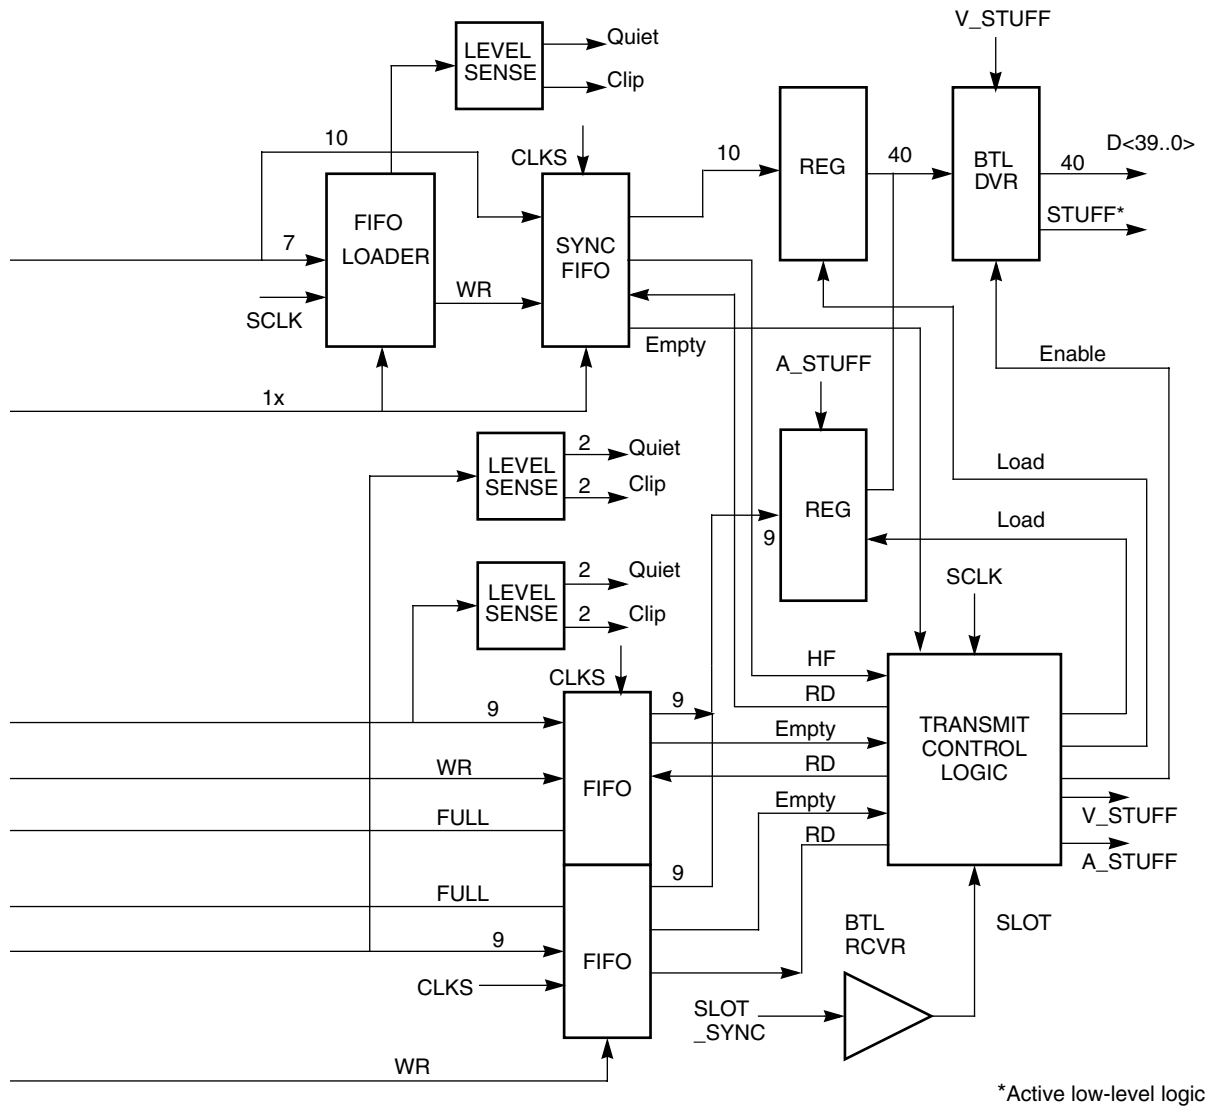 V_STUFF
Quiet
LEVEL
SENSE
Clip
10
CLKS
10
REG
40
BTL
DVR
40
D<39..0>
STUFF*
FIFO
LOADER
7
SYNC
FIFO
WR
SCLK
Empty
Enable
A_STUFF
1x
LEVEL
SENSE
2
Quiet
2
Clip
Load
REG
9
Load
LEVEL
SENSE
2
Quiet
2
Clip
SCLK
CLKS
HF
RD
9
9
TRANSMIT
CONTROL
LOGIC
Empty
WR
RD
FIFO
FULL
Empty
V_STUFF
RD
A_STUFF
9
FULL
BTL
RCVR
SLOT
9
FIFO
CLKS
SLOT
_SYNC
WR
*Active low-level logic